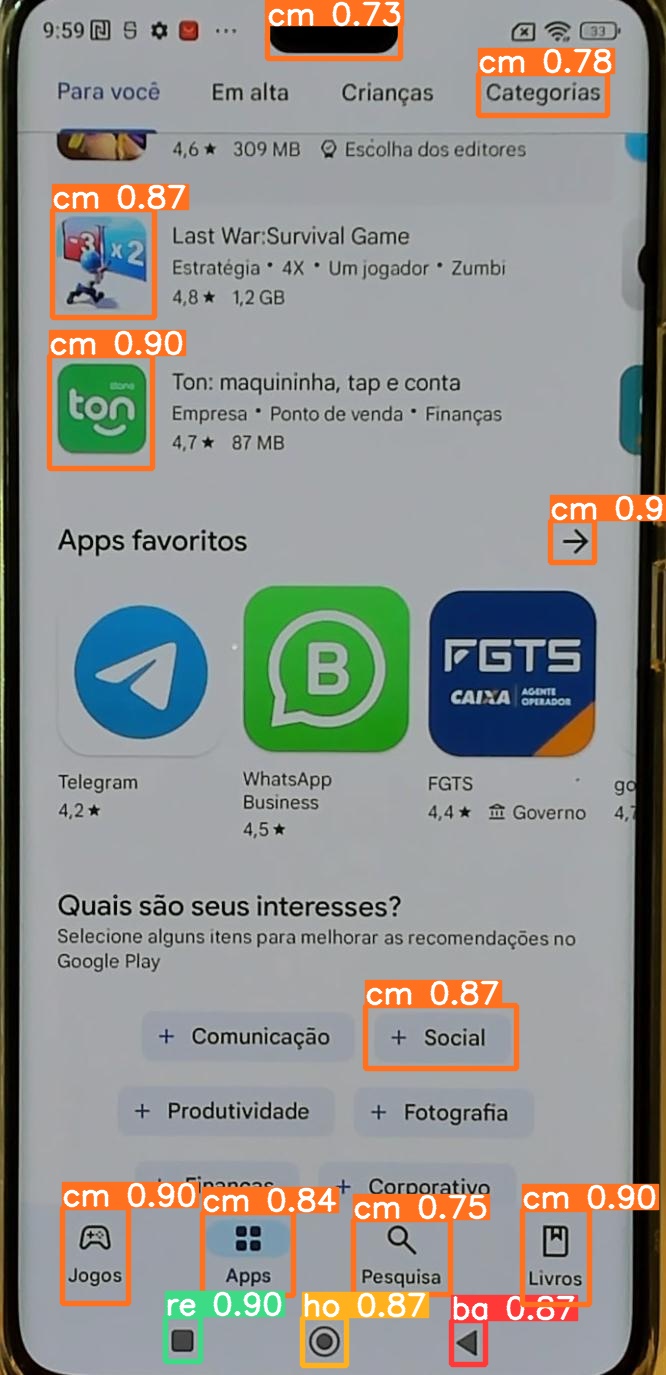 cm 0.73
9:59
33
cm 0.78
Para você Em alta Crianças Categorias
4,6★ 309 MB Escolha dos editores
cm 0.87
-3 x2
Last War:Survival Game
Estratégia • 4X • Um jogador • Zumbi
4,8★ 1,2 GB
cm 0.90
stone
ton
Ton: maquininha, tap e conta
Empresa • Ponto de venda • Finanças
4,7★ 87 MB
cm 0.9
Apps favoritos →
B
FGTS
CAIXA | AGENTE
OPERADOR
Telegram
4,2★
WhatsApp
Business
4,5★
FGTS
4,4★ Governo
go
4,7
Quais são seus interesses?
Selecione alguns itens para melhorar as recomendações no
Google Play
cm 0.87
+ Comunicação + Social
+ Produtividade + Fotografia
+ Finanças + Corporativo
cm 0.90 cm 0.84 cm 0.75 cm 0.90
Jogos Apps Pesquisa Livros
re 0.90 ho 0.87 ba 0.87